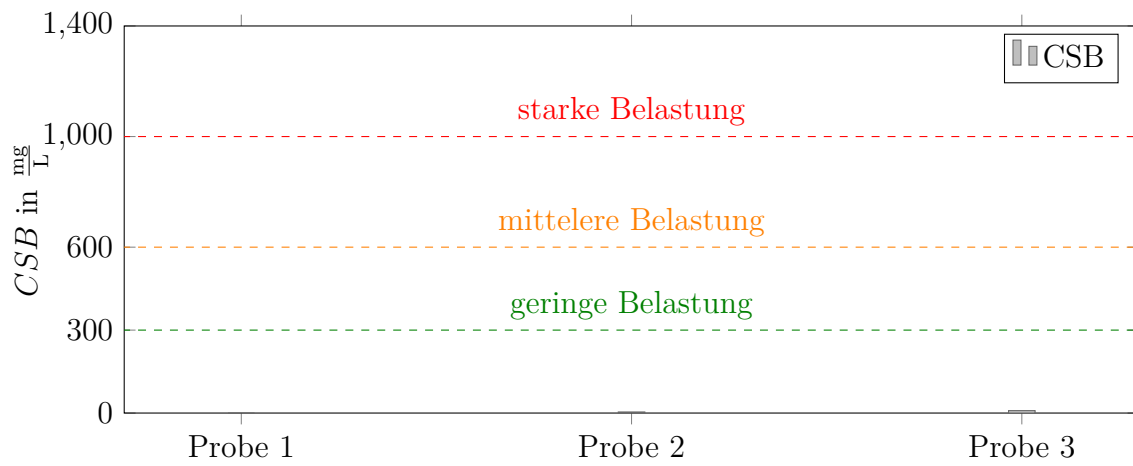 1,400
CSB
starke Belastung
1,000
mittelere Belastung
600
geringe Belastung
300
0
CSB in mg/L
Probe 1
Probe 2
Probe 3